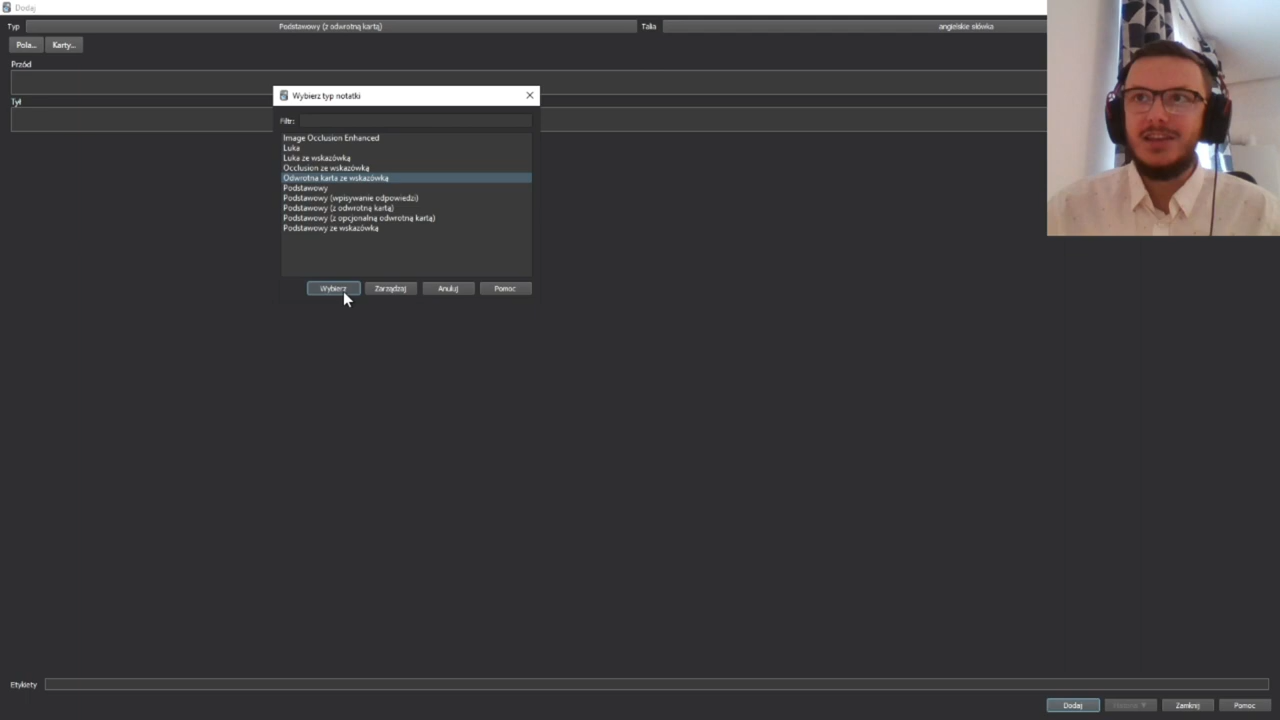 Dodaj
Typ Podstawowy (z odwrotną kartą) Talia angielskie słówka
Pola... Karty...
Przód
Tył
Wybierz typ notatki
Filtr:
Image Occlusion Enhanced
Luka
Luka ze wskazówką
Occlusion ze wskazówką
Odwrotna karta ze wskazówką
Podstawowy
Podstawowy (wpisywanie odpowiedzi)
Podstawowy (z odwrotną kartą)
Podstawowy (z opcjonalną odwrotną kartą)
Podstawowy ze wskazówką
Wybierz Zarządzaj Anuluj Pomoc
Etykiety
Dodaj Historia ▼ Zamknij Pomoc